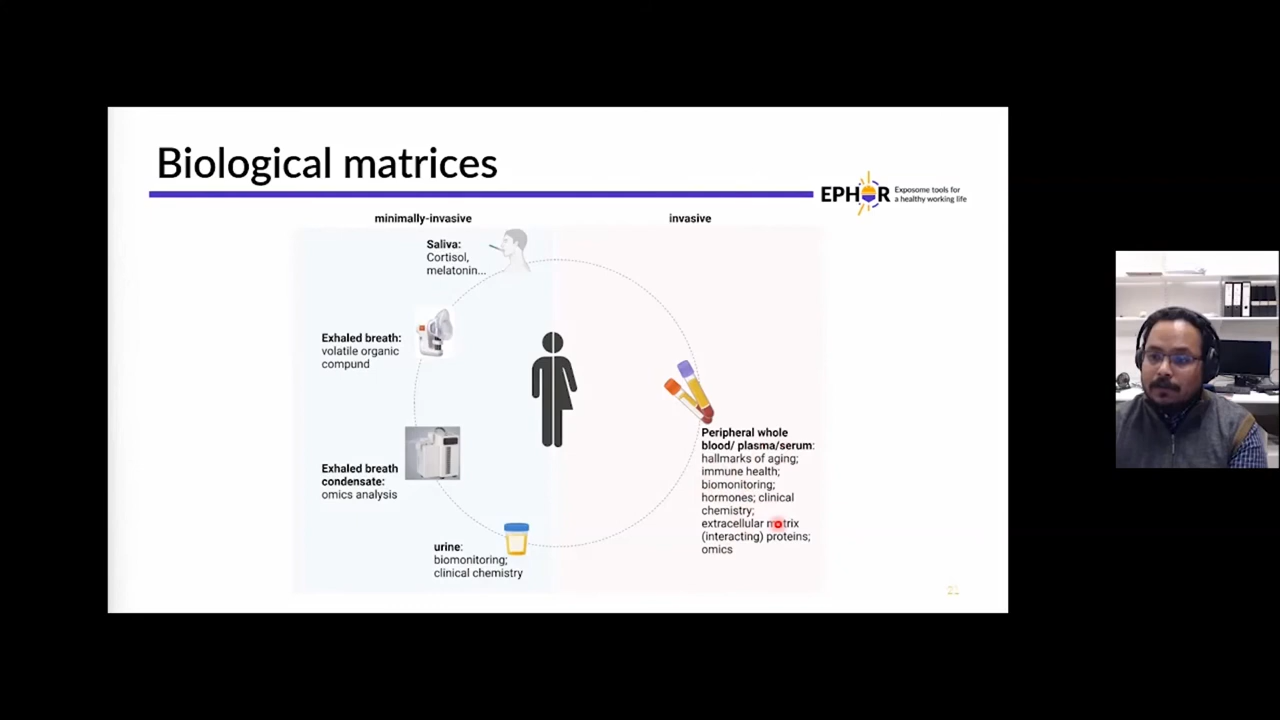 Biological matrices
EPHOR Exposome tools for
a healthy working life
minimally-invasive
invasive
Saliva:
Cortisol,
melatonin...
Exhaled breath:
volatile organic
compund
Exhaled breath
condensate:
omics analysis
urine:
biomonitoring;
clinical chemistry
Peripheral whole
blood/ plasma/serum:
hallmarks of aging;
immune health;
biomonitoring;
hormones; clinical
chemistry;
extracellular matrix
(interacting) proteins;
omics
21